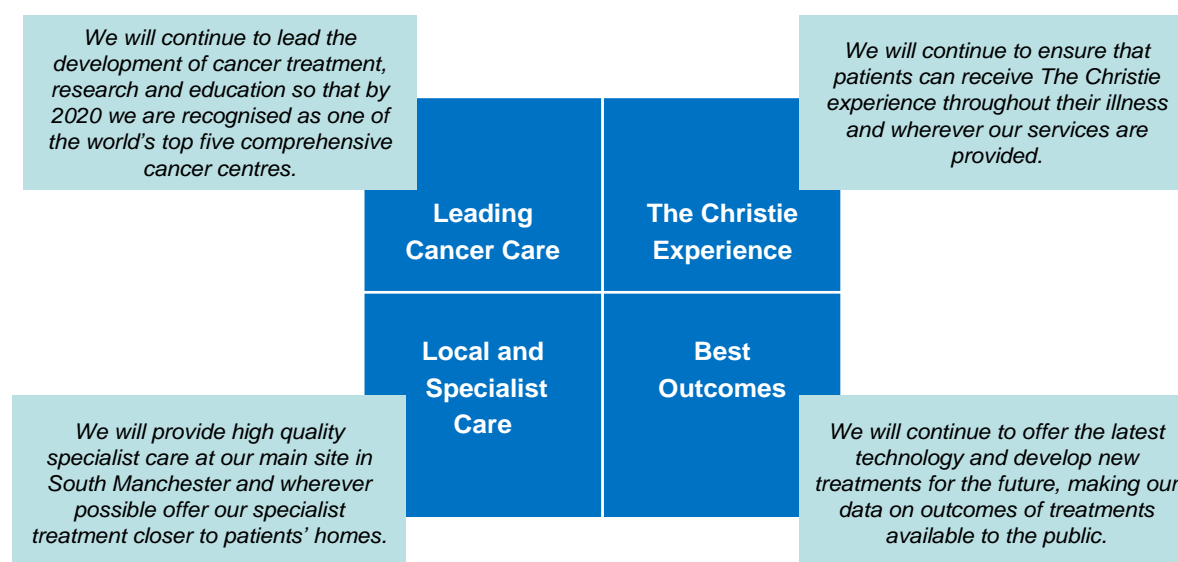 We will continue to lead the
development of cancer treatment,
research and education so that by
2020 we are recognised as one of
the world's top five comprehensive
cancer centres.
We will continue to ensure that
patients can receive The Christie
experience throughout their illness
and wherever our services are
provided.
Leading
Cancer Care
The Christie
Experience
Local and
Specialist
Care
Best
Outcomes
We will provide high quality
specialist care at our main site in
South Manchester and wherever
possible offer our specialist
treatment closer to patients' homes.
We will continue to offer the latest
technology and develop new
treatments for the future, making our
data on outcomes of treatments
available to the public.